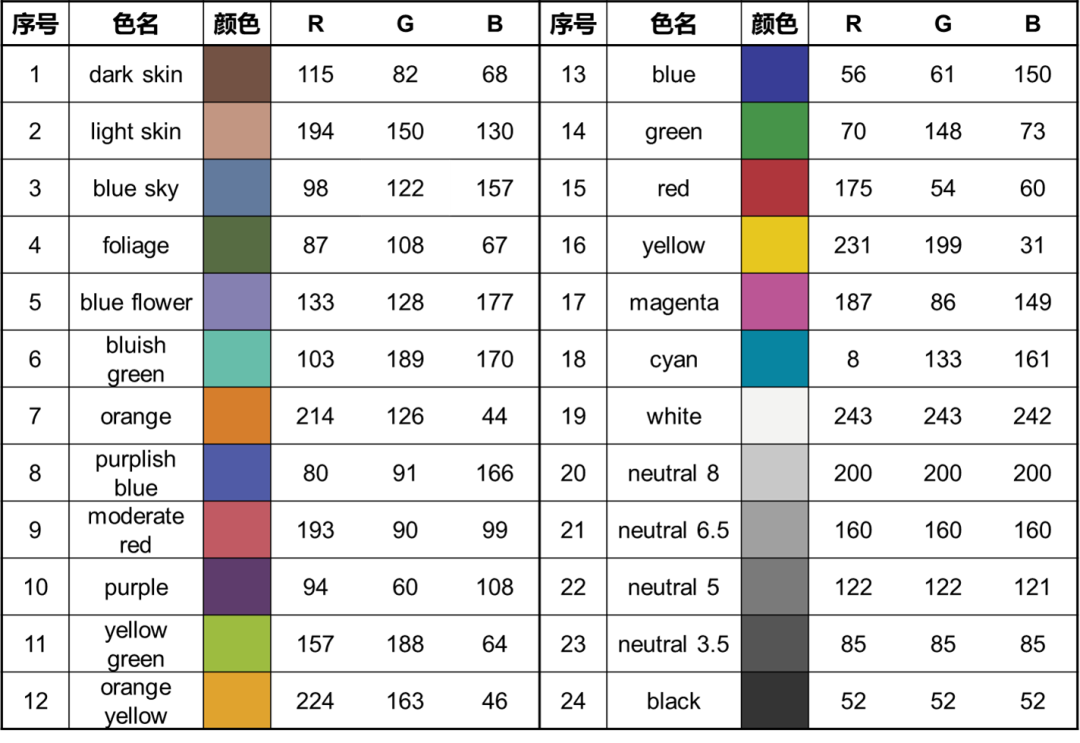 序号 色名 颜色 R G B 序号 色名 颜色 R G B
1 dark skin 115 82 68 13 blue 56 61 150
2 light skin 194 150 130 14 green 70 148 73
3 blue sky 98 122 157 15 red 175 54 60
4 foliage 87 108 67 16 yellow 231 199 31
5 blue flower 133 128 177 17 magenta 187 86 149
6 bluish green 103 189 170 18 cyan 8 133 161
7 orange 214 126 44 19 white 243 243 242
8 purplish blue 80 91 166 20 neutral 8 200 200 200
9 moderate red 193 90 99 21 neutral 6.5 160 160 160
10 purple 94 60 108 22 neutral 5 122 122 121
11 yellow green 157 188 64 23 neutral 3.5 85 85 85
12 orange yellow 224 163 46 24 black 52 52 52